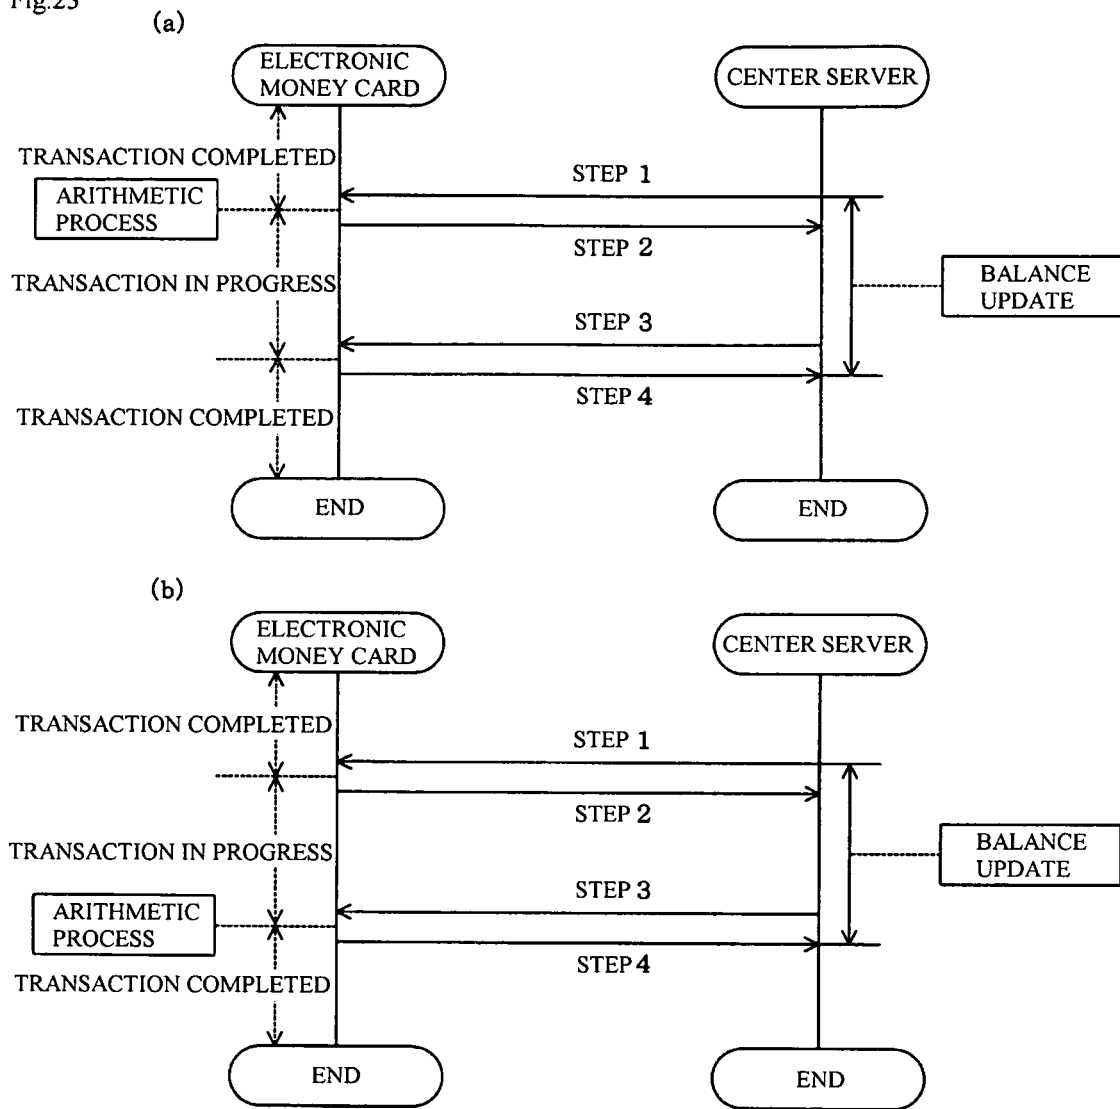 Fig.25
(a)
ELECTRONIC
MONEY CARD
CENTER SERVER
TRANSACTION COMPLETED
STEP 1
ARITHMETIC
PROCESS
STEP 2
TRANSACTION IN PROGRESS
BALANCE
UPDATE
STEP 3
STEP 4
TRANSACTION COMPLETED
END
END
(b)
ELECTRONIC
MONEY CARD
CENTER SERVER
TRANSACTION COMPLETED
STEP 1
STEP 2
TRANSACTION IN PROGRESS
BALANCE
UPDATE
STEP 3
ARITHMETIC
PROCESS
STEP 4
TRANSACTION COMPLETED
END
END